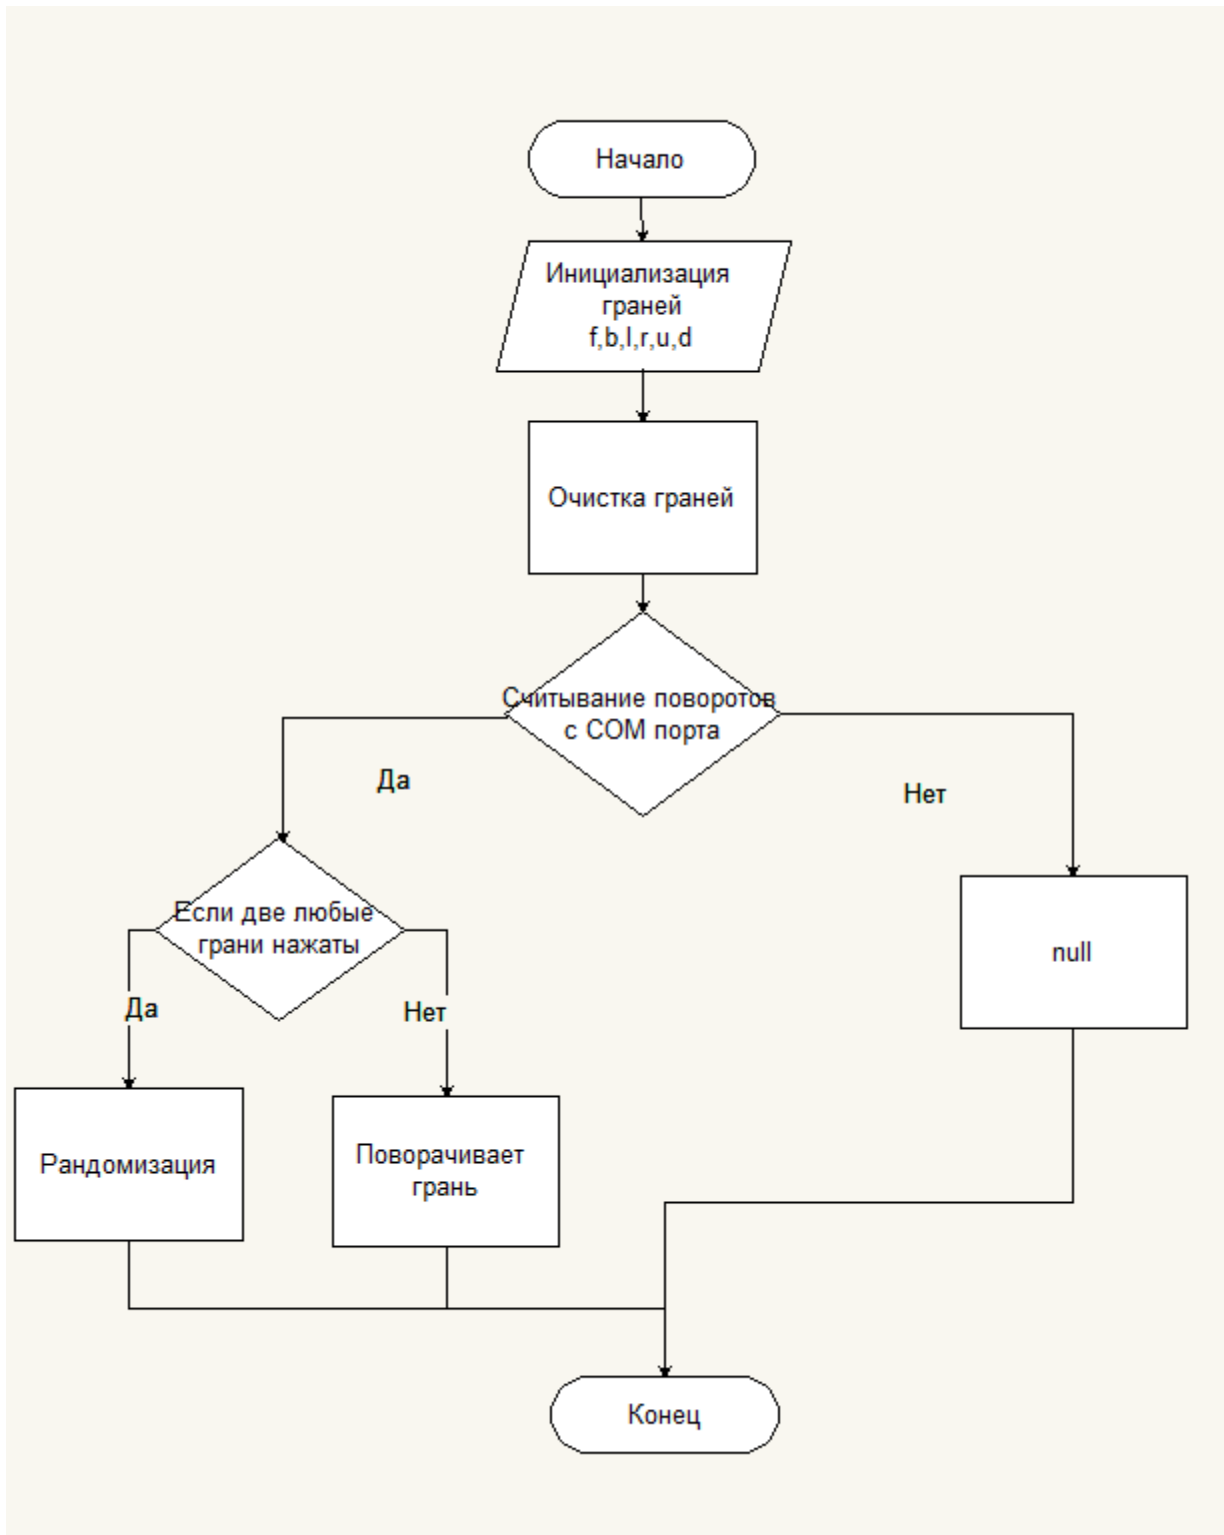 Начало
Инициализация
граней
f,b,l,r,u,d
Очистка граней
Считывание поворотов
с COM порта
Да
Нет
Если две любые
грани нажаты
null
Да
Нет
Рандомизация
Поворачивает
грань
Конец